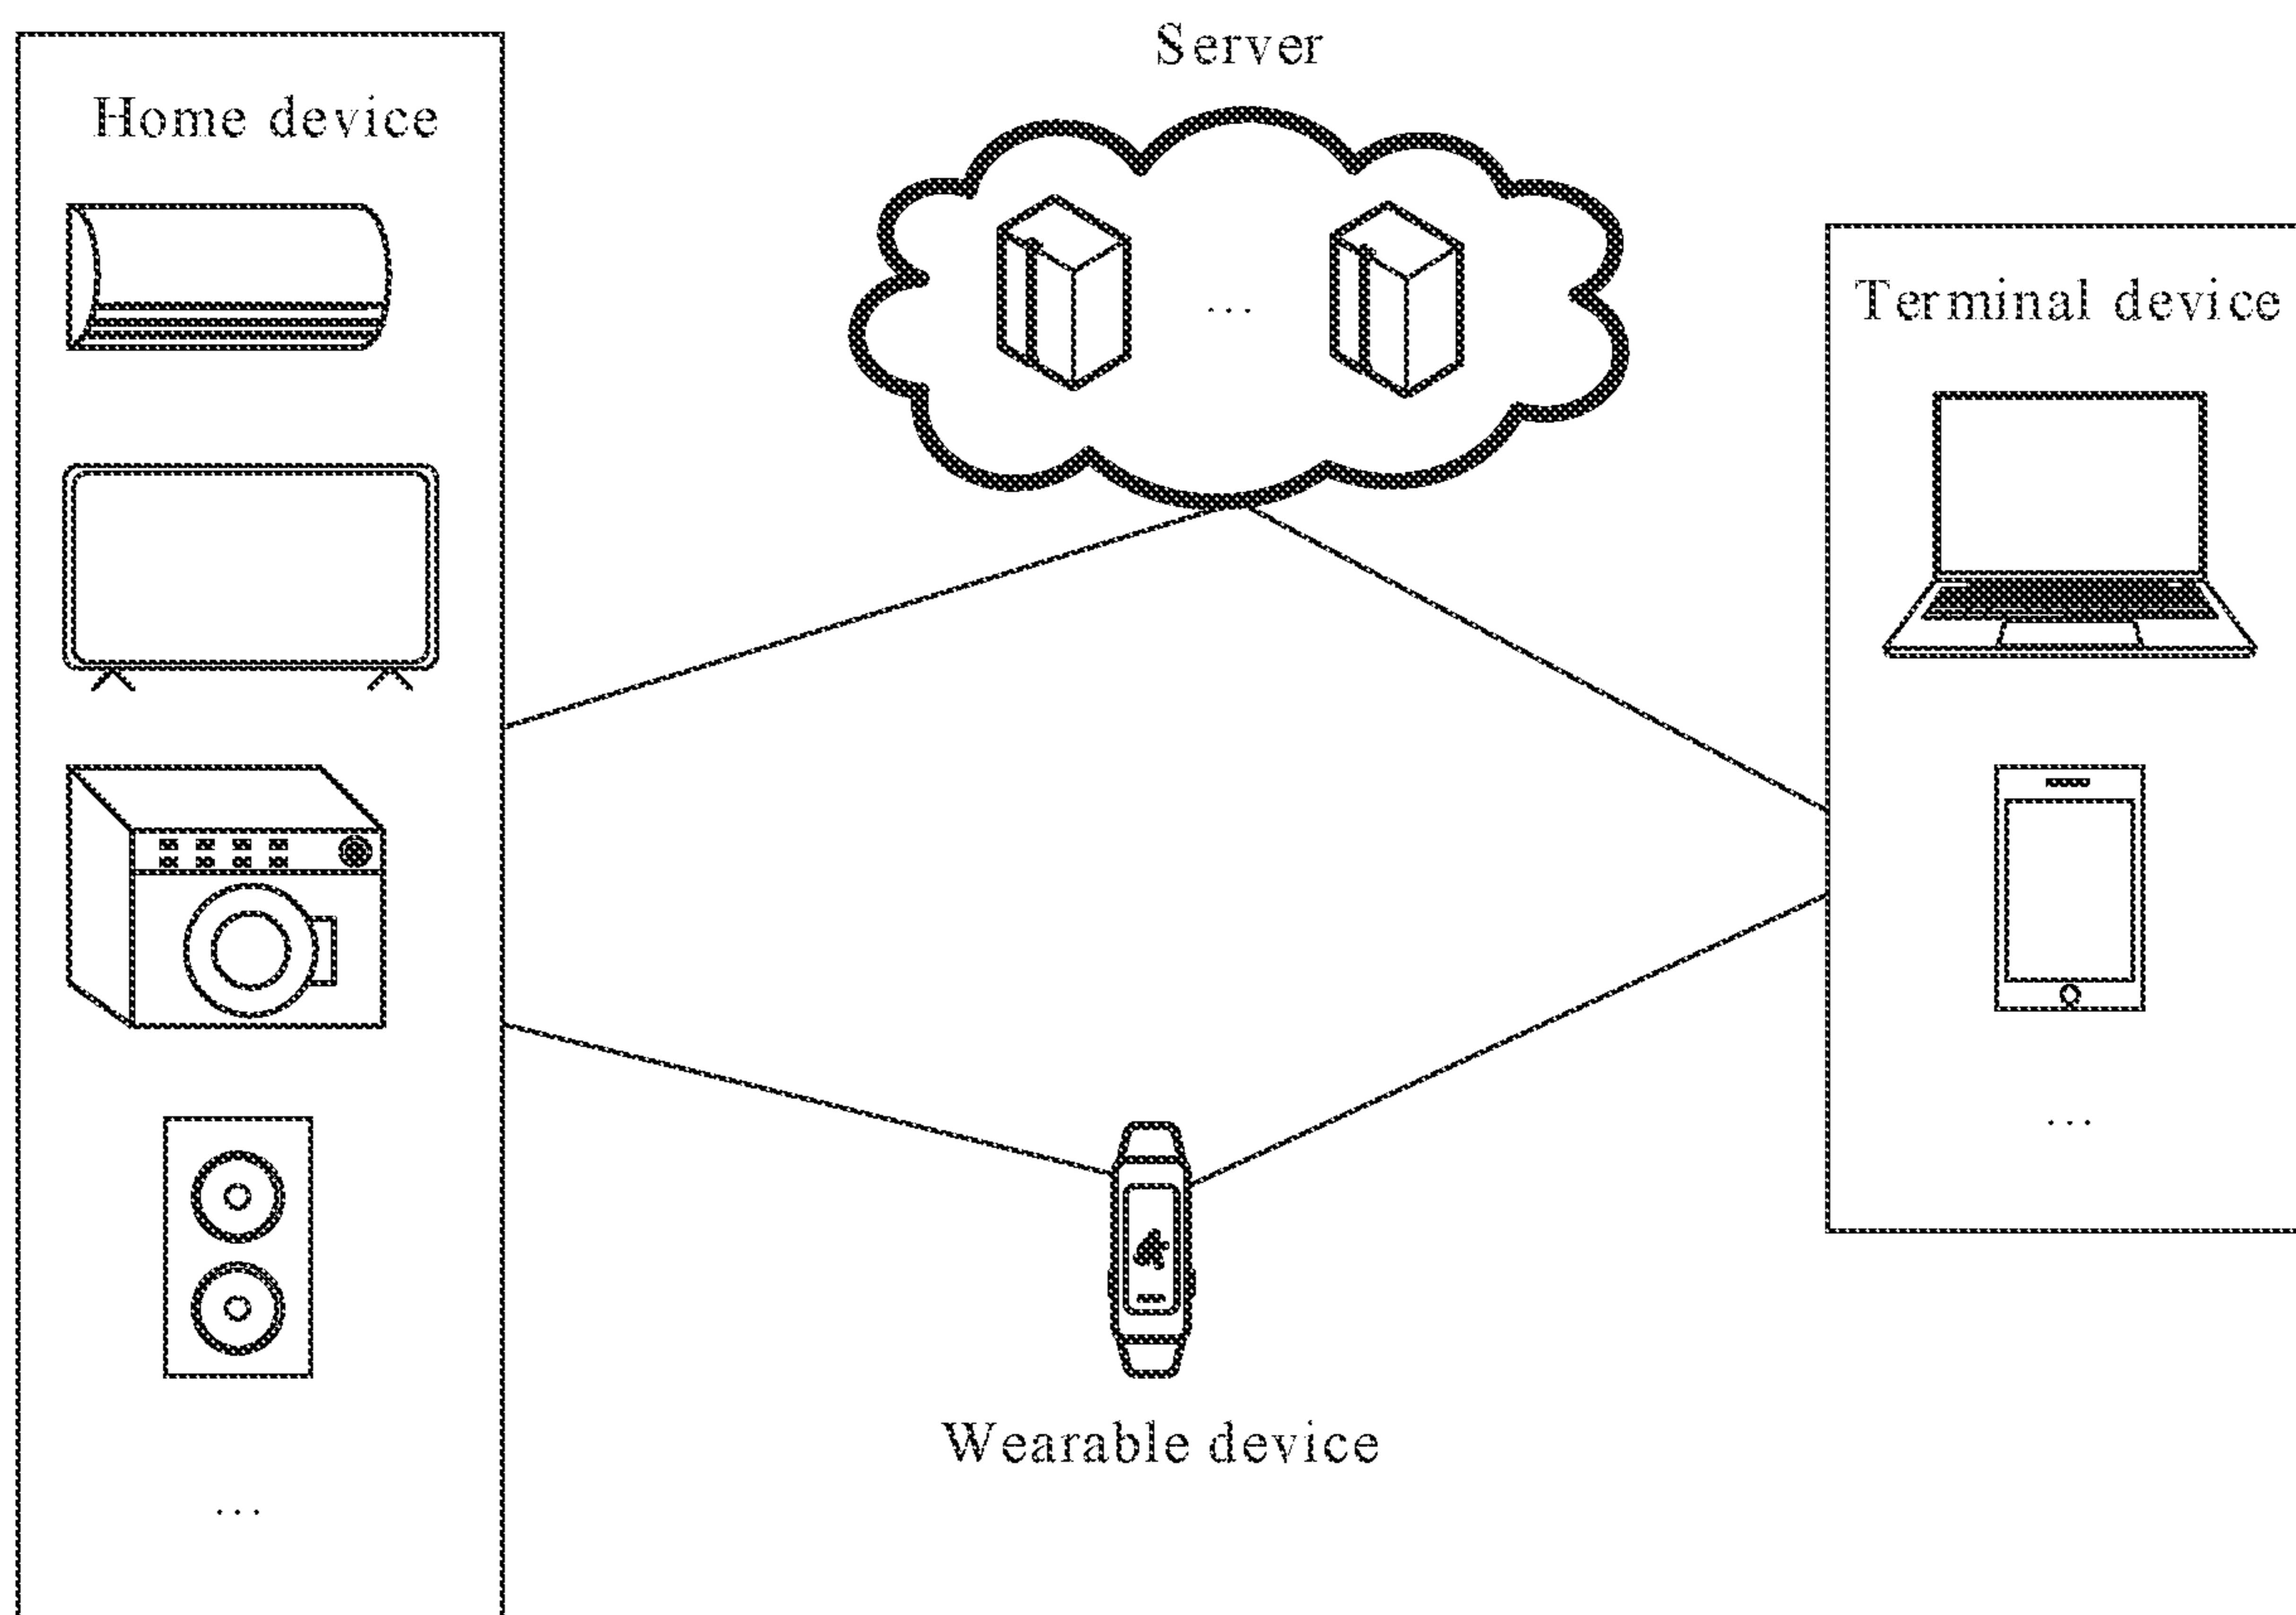 Server
Home device
Terminal device
...
...
Wearable device
...